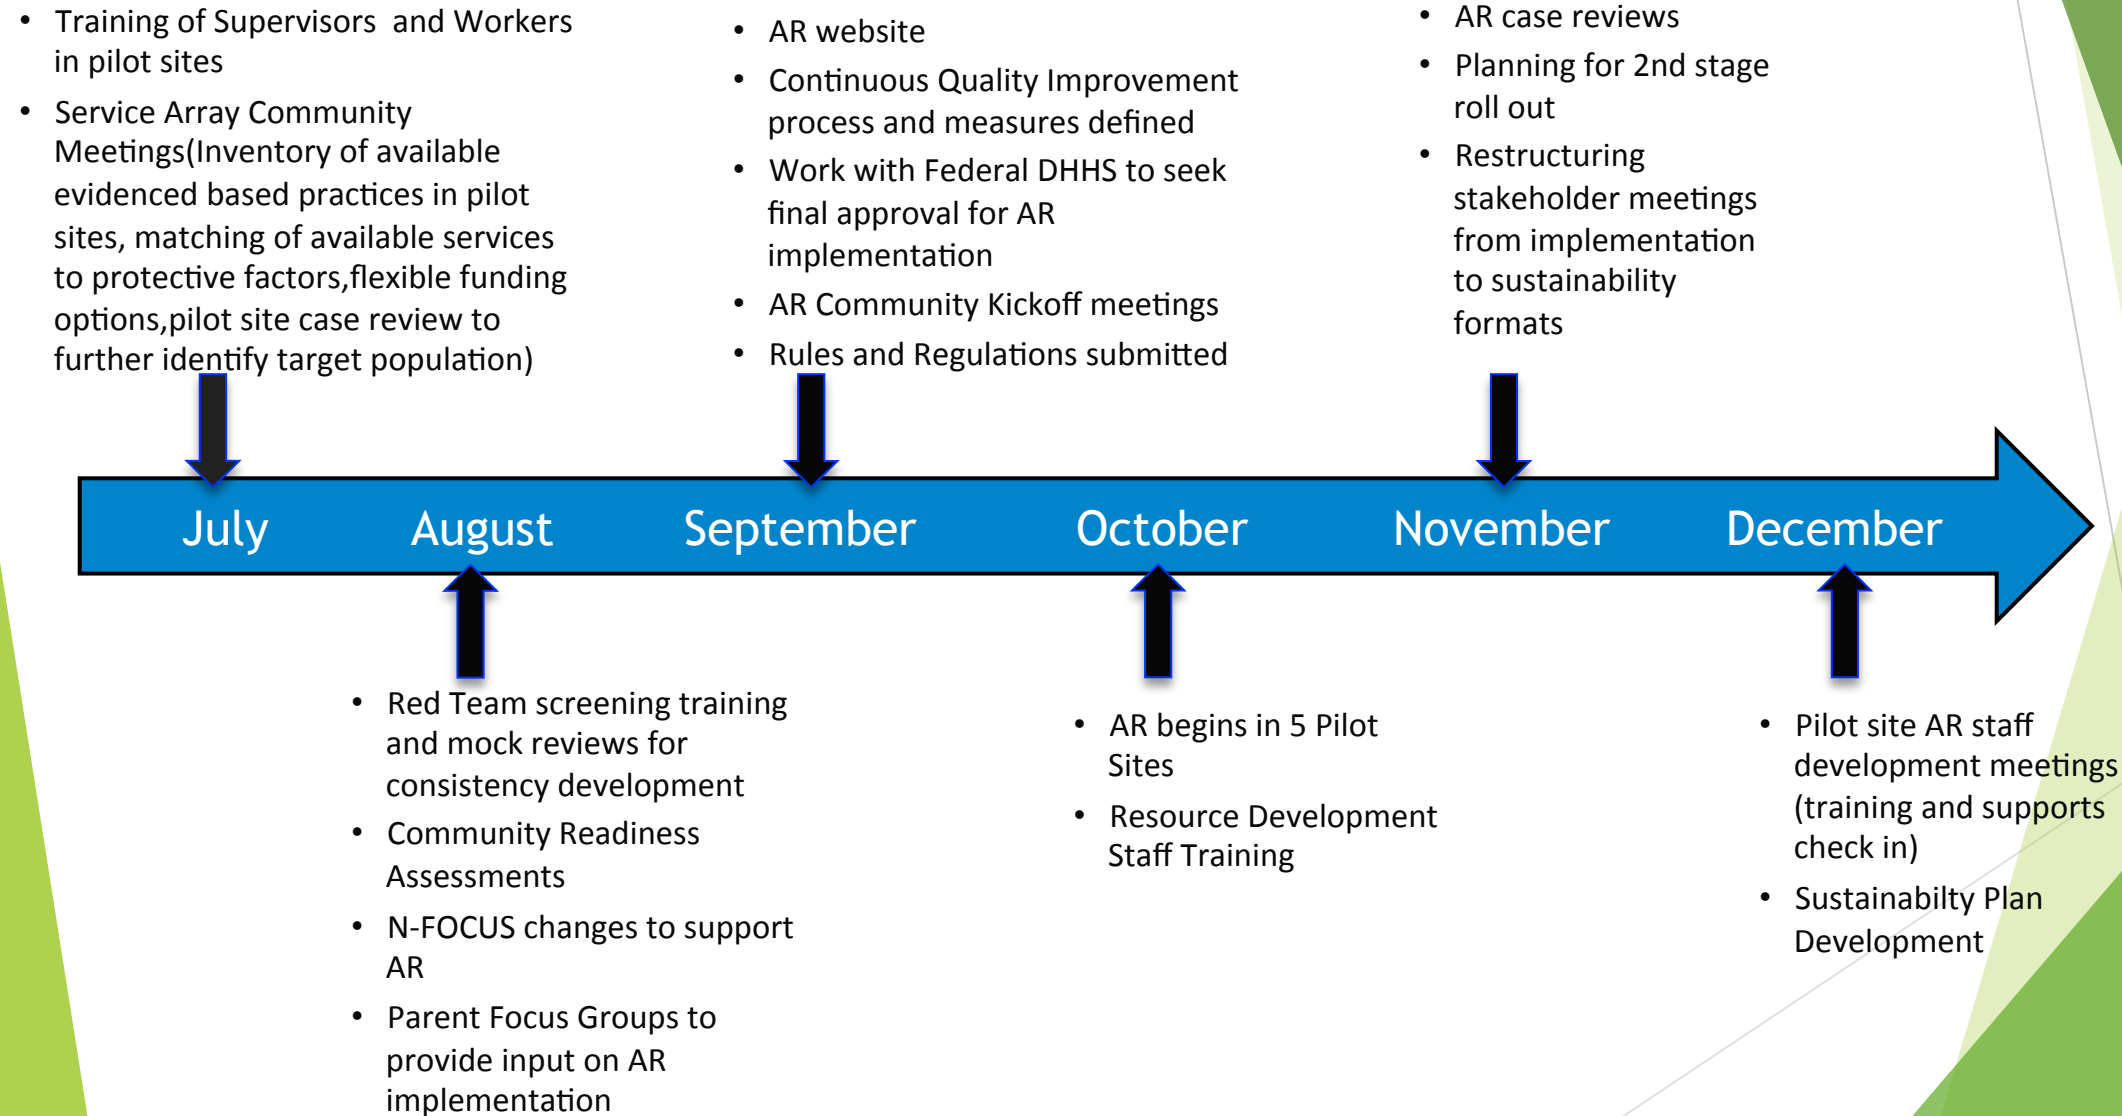 • Training of Supervisors  and Workers
in pilot sites
• Service Array Community
Meetings(Inventory of available
evidenced based practices in pilot
sites, matching of available services
to protective factors,flexible funding
options,pilot site case review to
further identify target population)
• AR website
• Continuous Quality Improvement
process and measures defined
• Work with Federal DHHS to seek
final approval for AR
implementation
• AR Community Kickoff meetings
• Rules and Regulations submitted
• AR case reviews
• Planning for 2nd stage
roll out
• Restructuring
stakeholder meetings
from implementation
to sustainability
formats
July
August
September
October
November
December
• Red Team screening training
and mock reviews for
consistency development
• Community Readiness
Assessments
• N-FOCUS changes to support
AR
• Parent Focus Groups to
provide input on AR
implementation
• AR begins in 5 Pilot
Sites
• Resource Development
Staff Training
• Pilot site AR staff
development meetings
(training and supports
check in)
• Sustainabilty Plan
Development